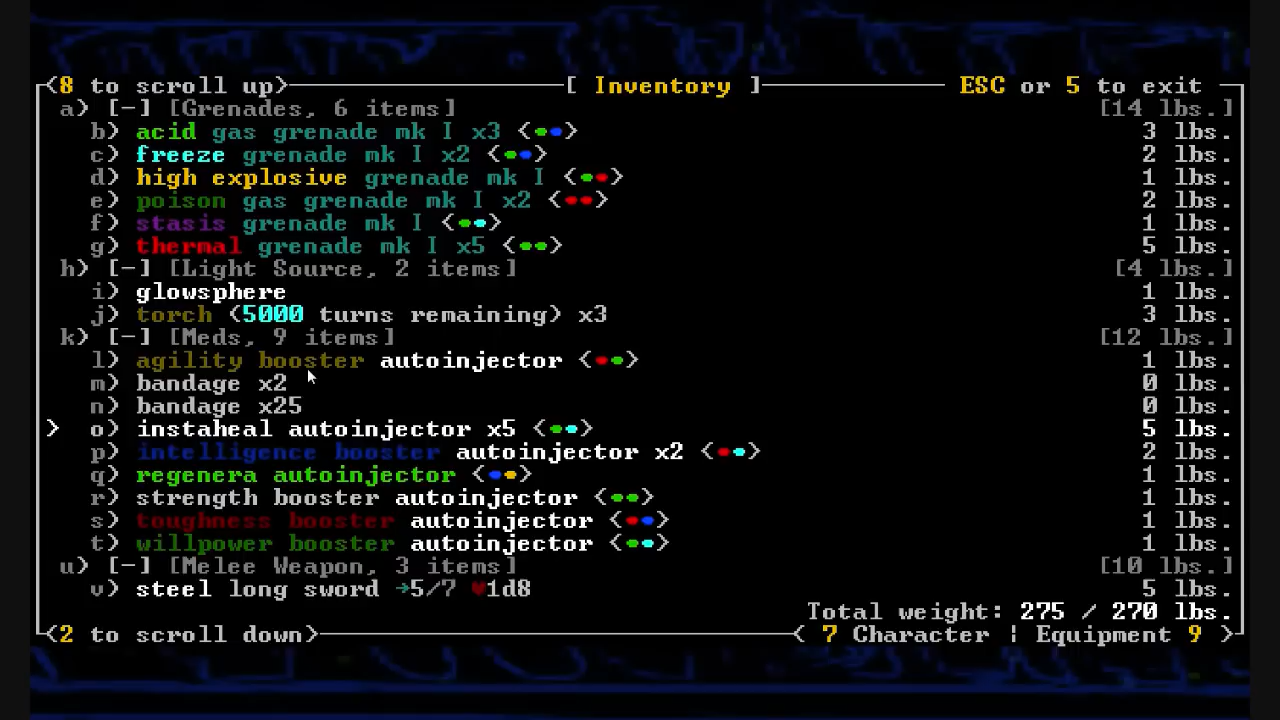 <8 to scroll up> [ Inventory ] ESC or 5 to exit
a) [-] [Grenades, 6 items] [14 lbs.]
b) acid gas grenade mk I x3 <••> 3 lbs.
c) freeze grenade mk I x2 <••> 2 lbs.
d) high explosive grenade mk I <••> 1 lbs.
e) poison gas grenade mk I x2 <••> 2 lbs.
f) stasis grenade mk I <••> 1 lbs.
g) thermal grenade mk I x5 <••> 5 lbs.
h) [-] [Light Source, 2 items] [4 lbs.]
i) glowsphere 1 lbs.
j) torch (5000 turns remaining) x3 3 lbs.
k) [-] [Meds, 9 items] [12 lbs.]
l) agility booster autoinjector <••> 1 lbs.
m) bandage x2 0 lbs.
n) bandage x25 0 lbs.
> o) instaheal autoinjector x5 <••> 5 lbs.
p) intelligence booster autoinjector x2 <••> 2 lbs.
q) regenera autoinjector <••> 1 lbs.
r) strength booster autoinjector <••> 1 lbs.
s) toughness booster autoinjector <••> 1 lbs.
t) willpower booster autoinjector <••> 1 lbs.
u) [-] [Melee Weapon, 3 items] [10 lbs.]
v) steel long sword →5/7 ♥1d8 5 lbs.
Total weight: 275 / 270 lbs.
<2 to scroll down> < 7 Character | Equipment 9 >